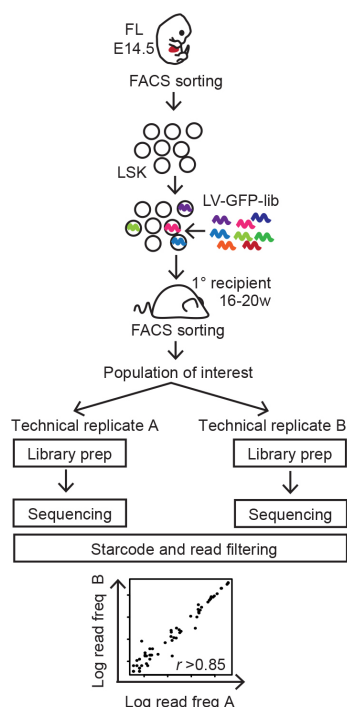 FL
E14.5
FACS sorting
LSK
LV-GFP-lib
1° recipient
16-20w
FACS sorting
Population of interest
Technical replicate A
Technical replicate B
Library prep
Library prep
Sequencing
Sequencing
Starcode and read filtering
Log read freq B
r >0.85
Log read freq A